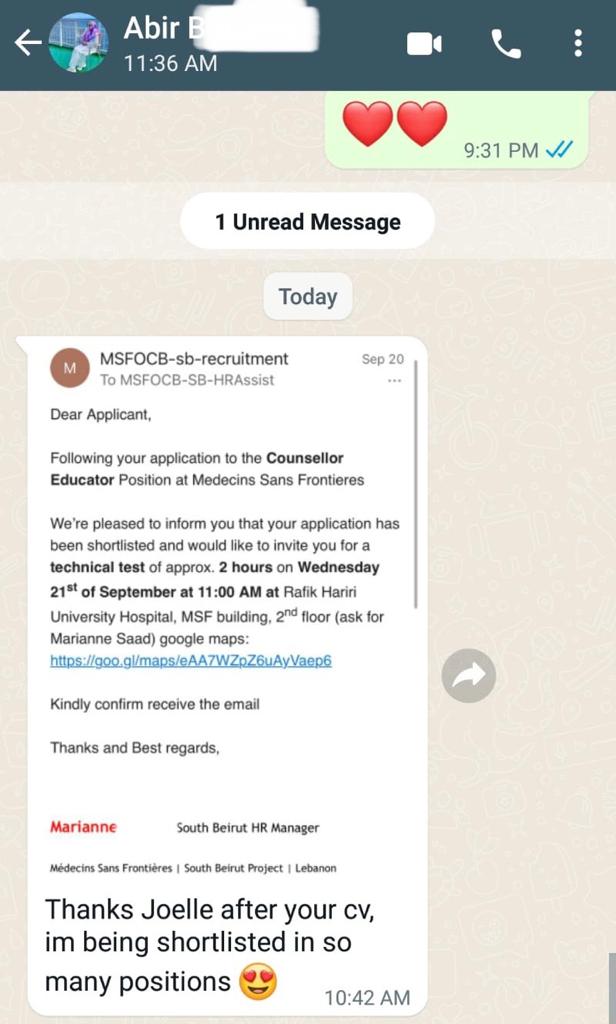 Abir B
11:36 AM
❤️❤️
9:31 PM
1 Unread Message
Today
M
MSFOCB-sb-recruitment
Sep 20
To MSFOCB-SB-HRAssist
...
Dear Applicant,
Following your application to the Counsellor
Educator Position at Medecins Sans Frontieres
We're pleased to inform you that your application has
been shortlisted and would like to invite you for a
technical test of approx. 2 hours on Wednesday
21st of September at 11:00 AM at Rafik Hariri
University Hospital, MSF building, 2nd floor (ask for
Marianne Saad) google maps:
https://goo.gl/maps/eAA7WZpZ6uAyVaep6
Kindly confirm receive the email
Thanks and Best regards,
Marianne South Beirut HR Manager
Médecins Sans Frontières | South Beirut Project | Lebanon
Thanks Joelle after your cv,
im being shortlisted in so
many positions 😍
10:42 AM